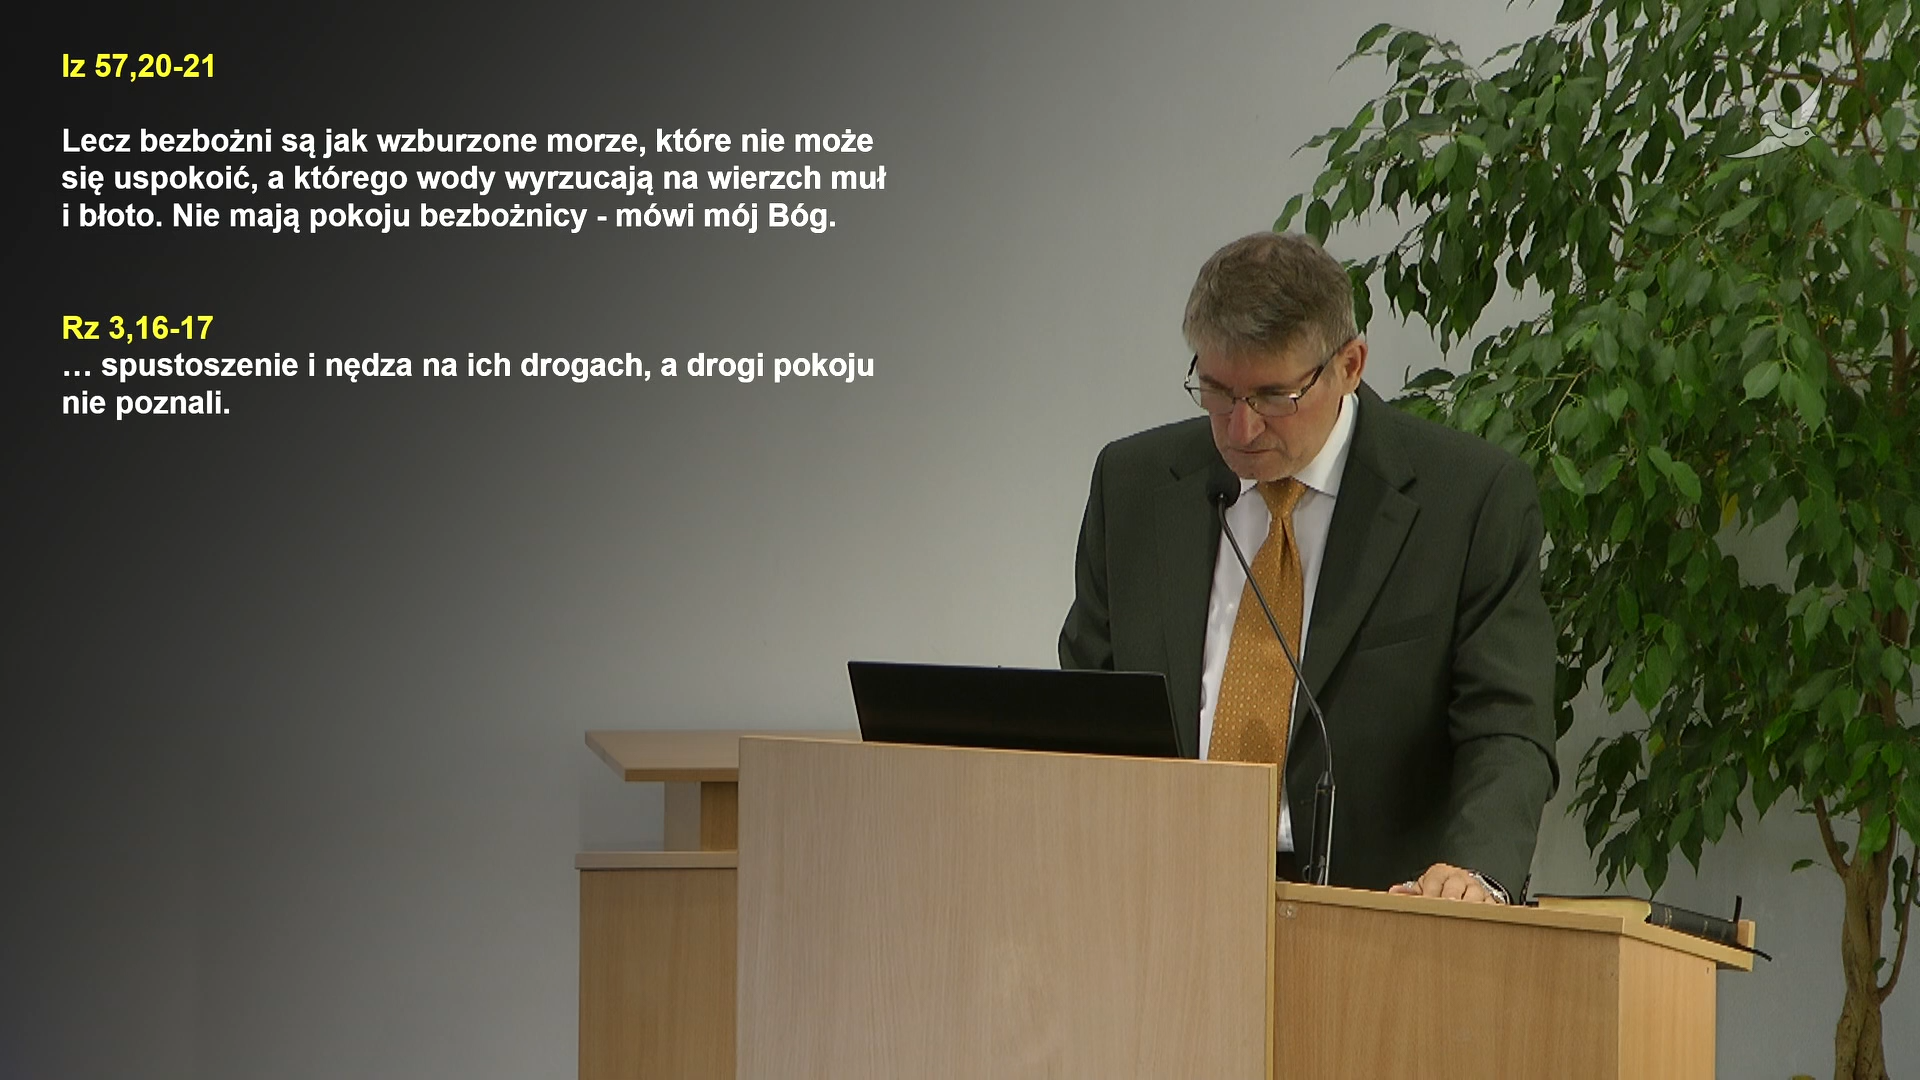 Iz 57,20-21
Lecz bezbożni są jak wzburzone morze, które nie może
się uspokoić, a którego wody wyrzucają na wierzch muł
i błoto. Nie mają pokoju bezbożnicy - mówi mój Bóg.
Rz 3,16-17
… spustoszenie i nędza na ich drogach, a drogi pokoju
nie poznali.